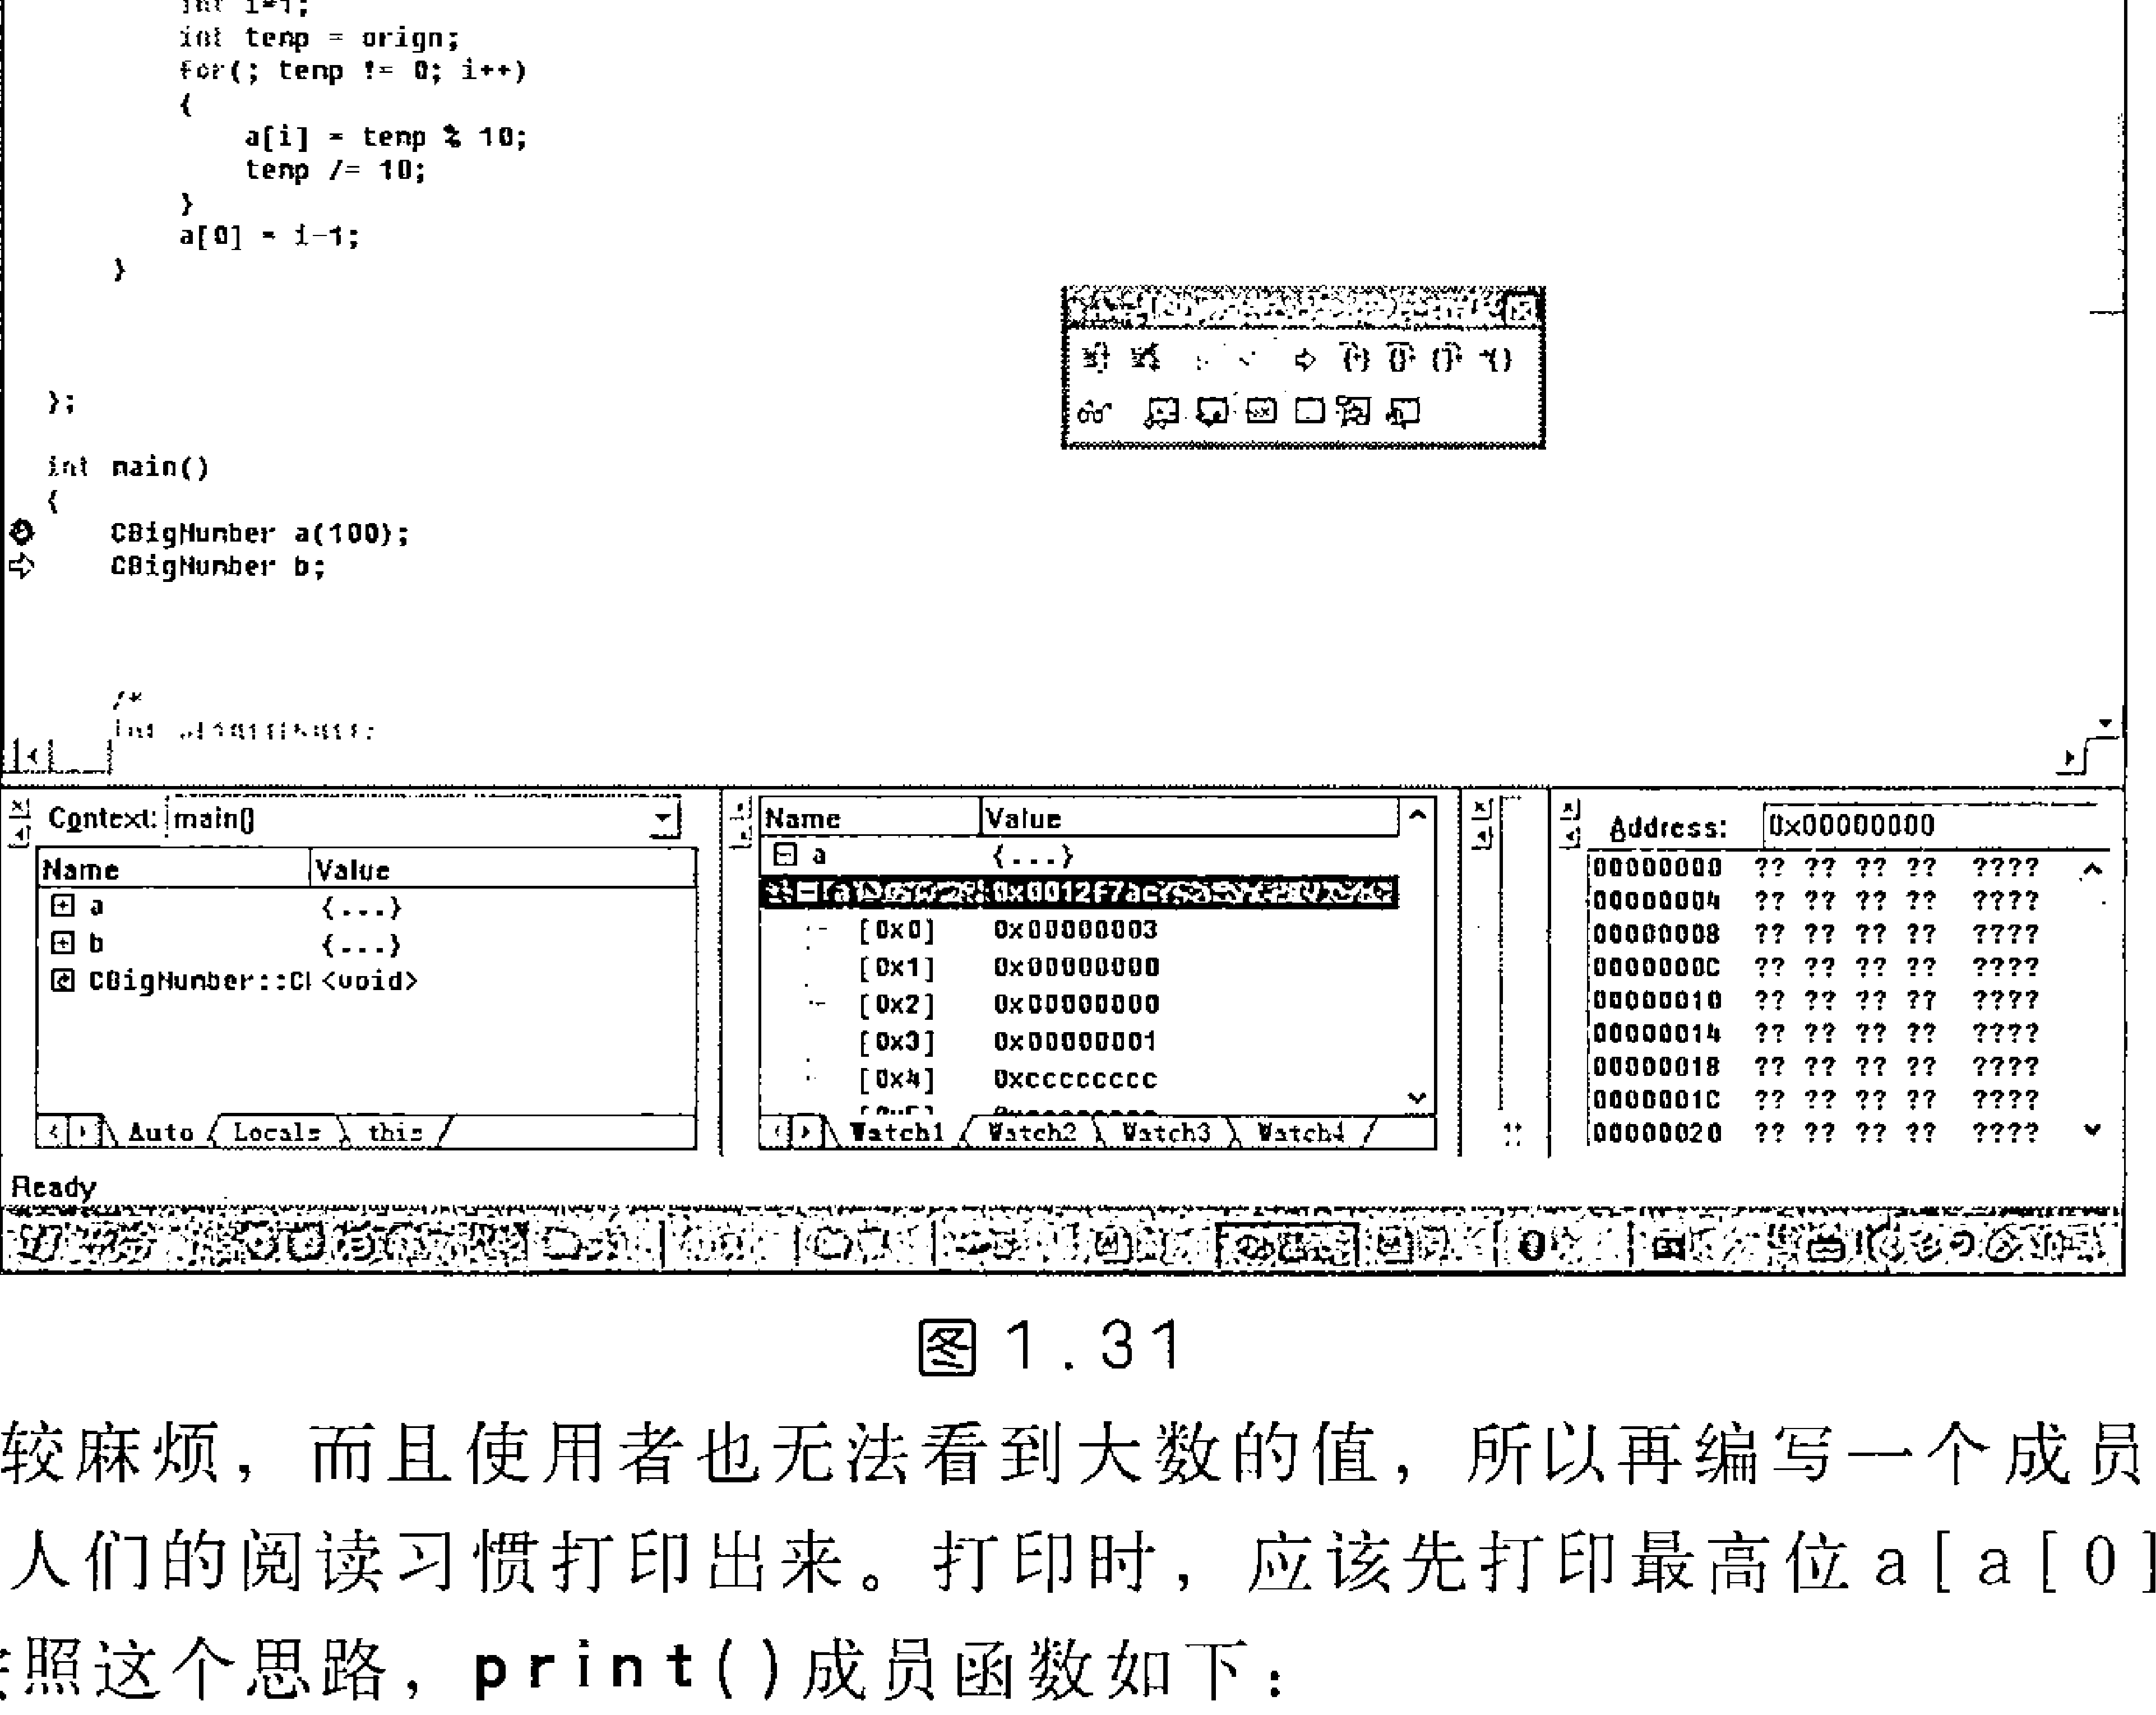 int i=1;
int temp = orign;
for(; temp != 0; i++)
{
a[i] = temp % 10;
temp /= 10;
}
a[0] = i-1;
}
};
int main()
{
CBigNumber a(100);
CBigNumber b;
/*
Context: main()
Name Value
a {...}
b {...}
CBigNumber::CI <void>
Auto Locals this
Name Value
a {...}
a 0x0012f7ac
[0x0] 0x00000003
[0x1] 0x00000000
[0x2] 0x00000000
[0x3] 0x00000001
[0x4] 0xcccccccc
Watch1 Watch2 Watch3 Watch4
Address: 0x00000000
00000000 ?? ?? ?? ?? ????
00000004 ?? ?? ?? ?? ????
00000008 ?? ?? ?? ?? ????
0000000C ?? ?? ?? ?? ????
00000010 ?? ?? ?? ?? ????
00000014 ?? ?? ?? ?? ????
00000018 ?? ?? ?? ?? ????
0000001C ?? ?? ?? ?? ????
00000020 ?? ?? ?? ?? ????
Ready
图 1.31
较麻烦，而且使用者也无法看到大数的值，所以再编写一个成员
人们的阅读习惯打印出来。打印时，应该先打印最高位a[a[0]
照这个思路，print()成员函数如下：